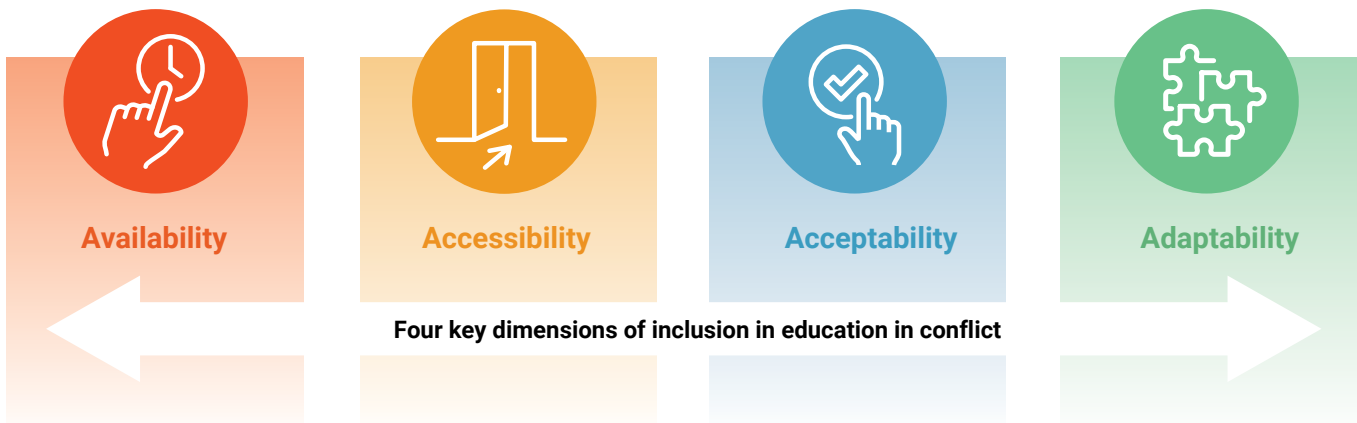 Availability
Accessibility
Acceptability
Adaptability
Four key dimensions of inclusion in education in conflict